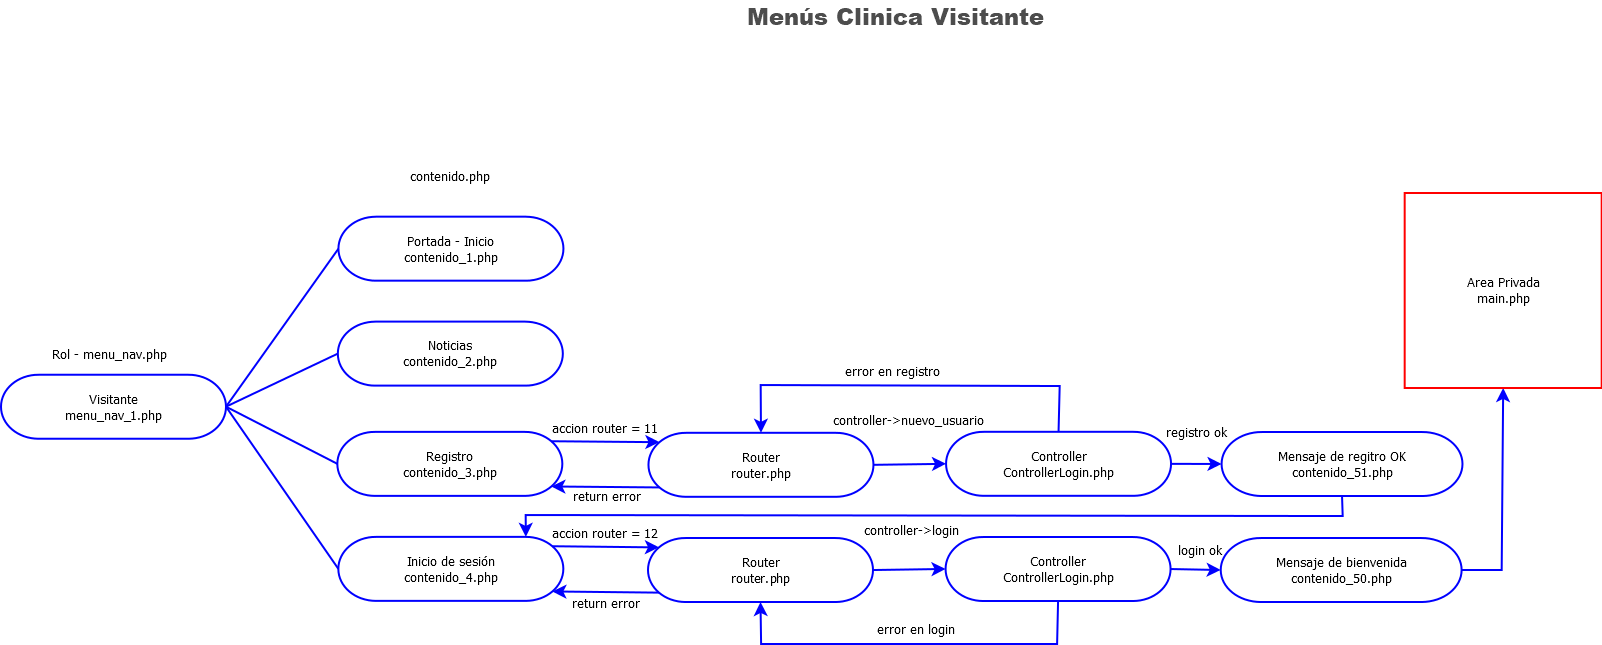 Menús Clinica Visitante
contenido.php
Portada - Inicio
contenido_1.php
Area Privada
main.php
Noticias
contenido_2.php
Rol - menu_nav.php
Visitante
menu_nav_1.php
error en registro
accion router = 11
controller->nuevo_usuario
registro ok
Registro
contenido_3.php
Router
router.php
Controller
ControllerLogin.php
Mensaje de regitro OK
contenido_51.php
return error
accion router = 12
controller->login
login ok
Inicio de sesión
contenido_4.php
Router
router.php
Controller
ControllerLogin.php
Mensaje de bienvenida
contenido_50.php
return error
error en login